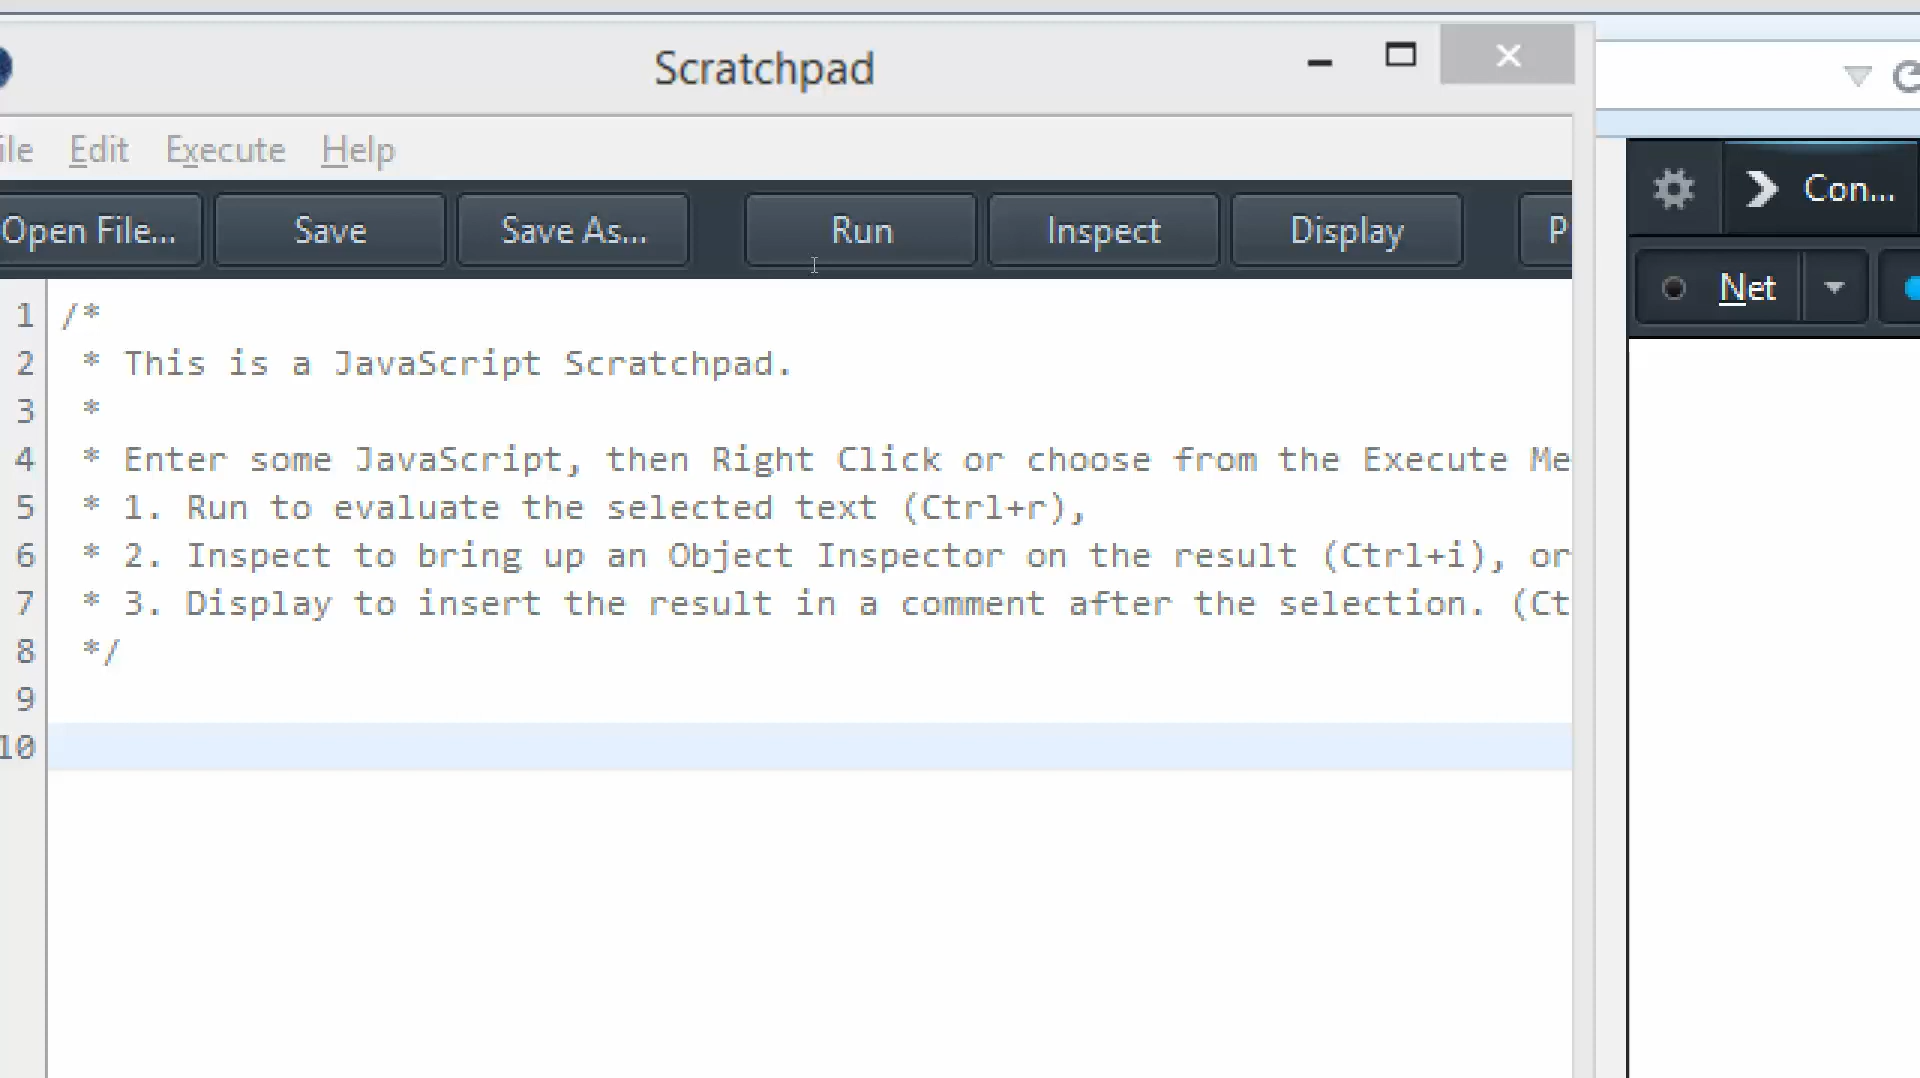 Scratchpad
ile Edit Execute Help
Open File... Save Save As... Run Inspect Display P
Con...
Net
1 /*
2  * This is a JavaScript Scratchpad.
3  *
4  * Enter some JavaScript, then Right Click or choose from the Execute Me
5  * 1. Run to evaluate the selected text (Ctrl+r),
6  * 2. Inspect to bring up an Object Inspector on the result (Ctrl+i), or
7  * 3. Display to insert the result in a comment after the selection. (Ct
8  */
9
10